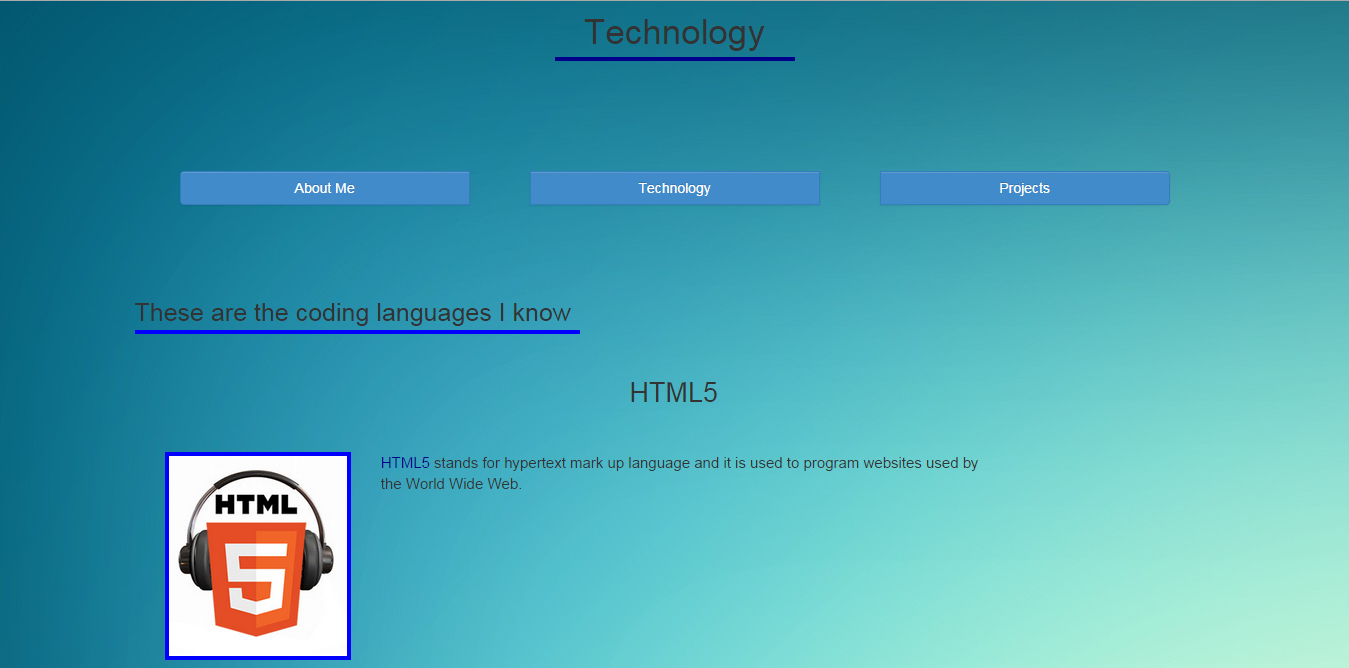 Technology
About Me
Technology
Projects
These are the coding languages I know
HTML5
HTML
5
HTML5 stands for hypertext mark up language and it is used to program websites used by
the World Wide Web.